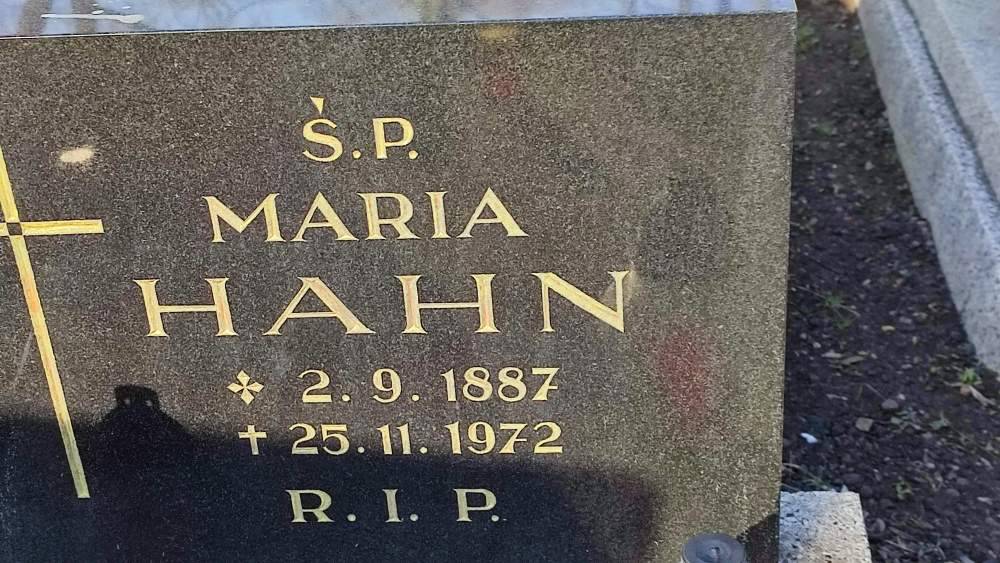 Ś.P.
MARIA
HAHN
2. 9. 1887
† 25. 11. 1972
R. I. P.